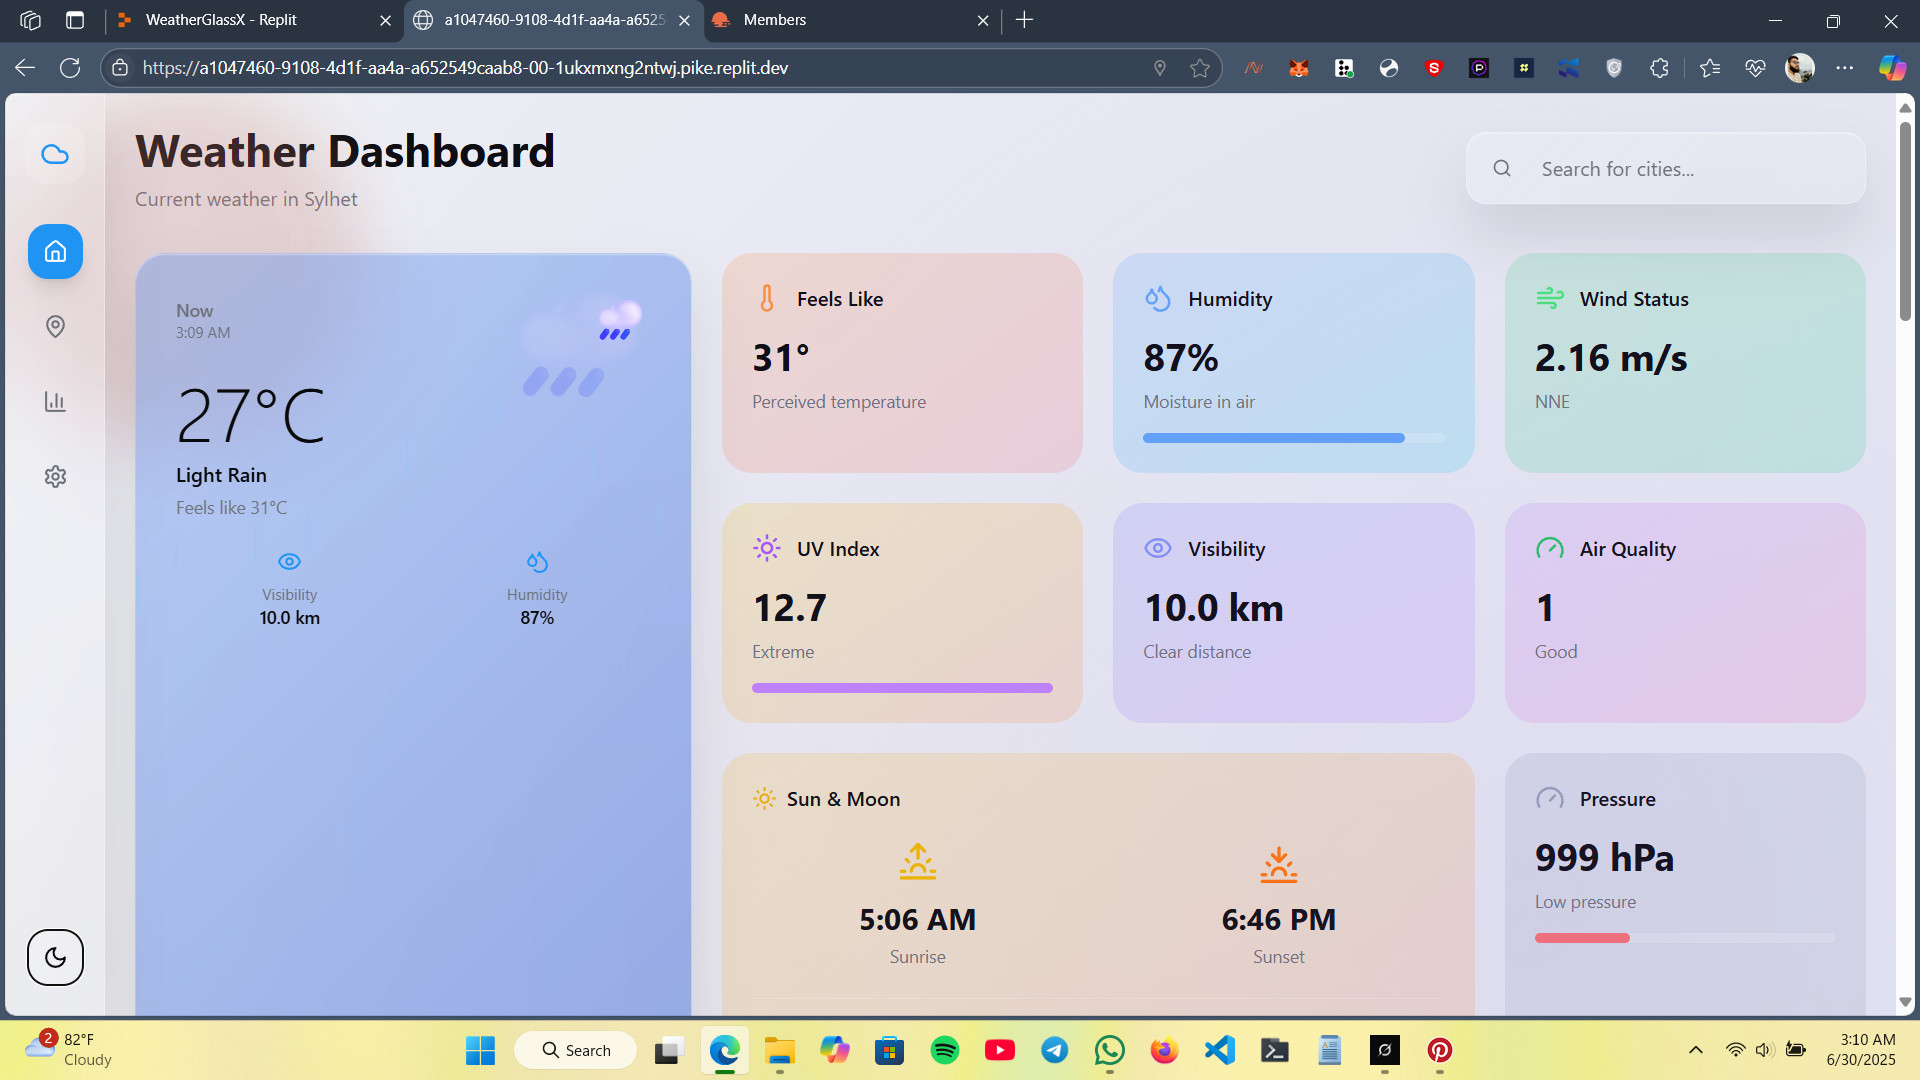 WeatherGlassX - Replit
a1047460-9108-4d1f-aa4a-a6525
Members
https://a1047460-9108-4d1f-aa4a-a652549caab8-00-1ukxmxng2ntwj.pike.replit.dev
Weather Dashboard
Current weather in Sylhet
Search for cities...
Now
3:09 AM
27°C
Light Rain
Feels like 31°C
Visibility
10.0 km
Humidity
87%
Feels Like
31°
Perceived temperature
Humidity
87%
Moisture in air
Wind Status
2.16 m/s
NNE
UV Index
12.7
Extreme
Visibility
10.0 km
Clear distance
Air Quality
1
Good
Sun & Moon
5:06 AM
Sunrise
6:46 PM
Sunset
Pressure
999 hPa
Low pressure
2
82°F
Cloudy
Search
3:10 AM
6/30/2025